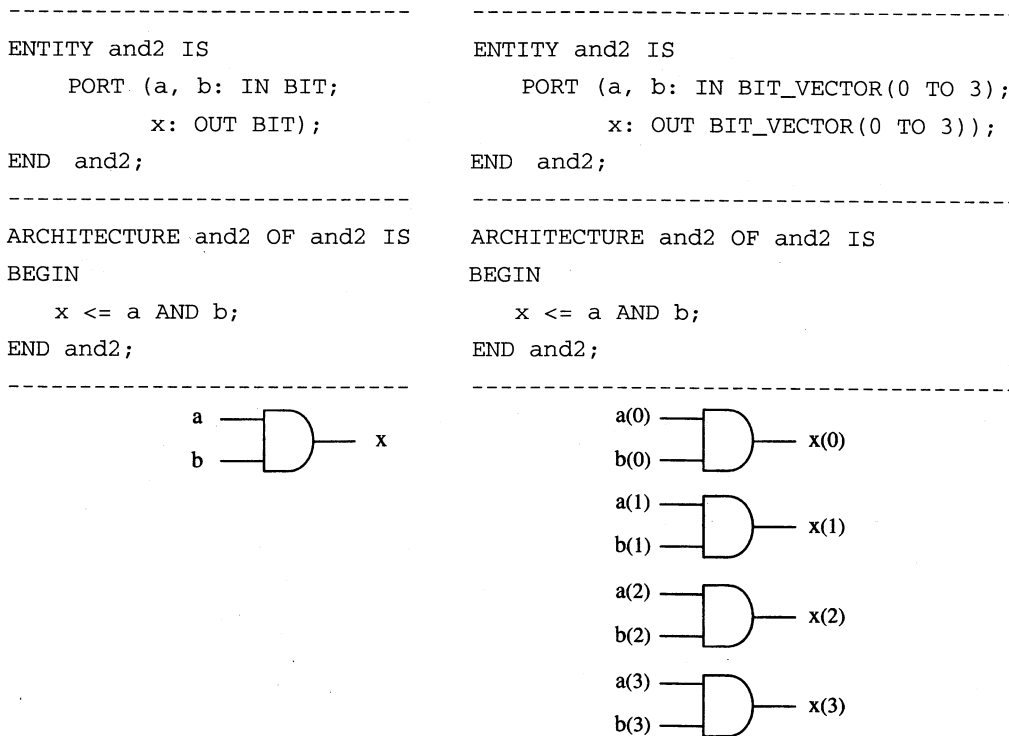 ----------------------------
ENTITY and2 IS
PORT (a, b: IN BIT;
x: OUT BIT);
END and2;
----------------------------
ARCHITECTURE and2 OF and2 IS
BEGIN
x <= a AND b;
END and2;
----------------------------
a
b
x
--------------------------------------
ENTITY and2 IS
PORT (a, b: IN BIT_VECTOR(0 TO 3);
x: OUT BIT_VECTOR(0 TO 3));
END and2;
--------------------------------------
ARCHITECTURE and2 OF and2 IS
BEGIN
x <= a AND b;
END and2;
--------------------------------------
a(0)
b(0)
x(0)
a(1)
b(1)
x(1)
a(2)
b(2)
x(2)
a(3)
b(3)
x(3)